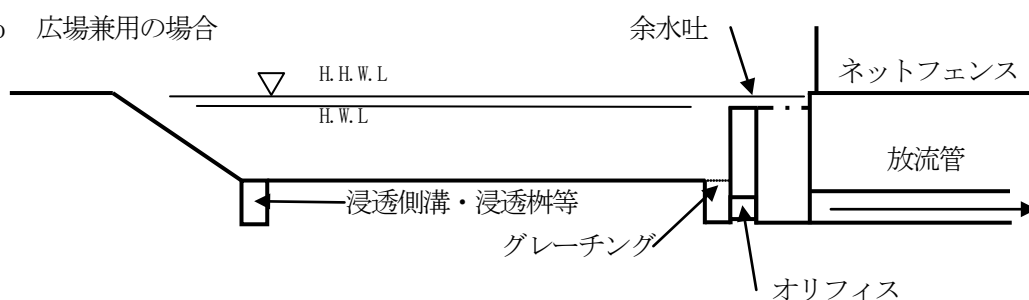 広場兼用の場合
余水吐
H.H.W.L
ネットフェンス
H.W.L
放流管
浸透側溝・浸透桝等
グレーチング
オリフィス